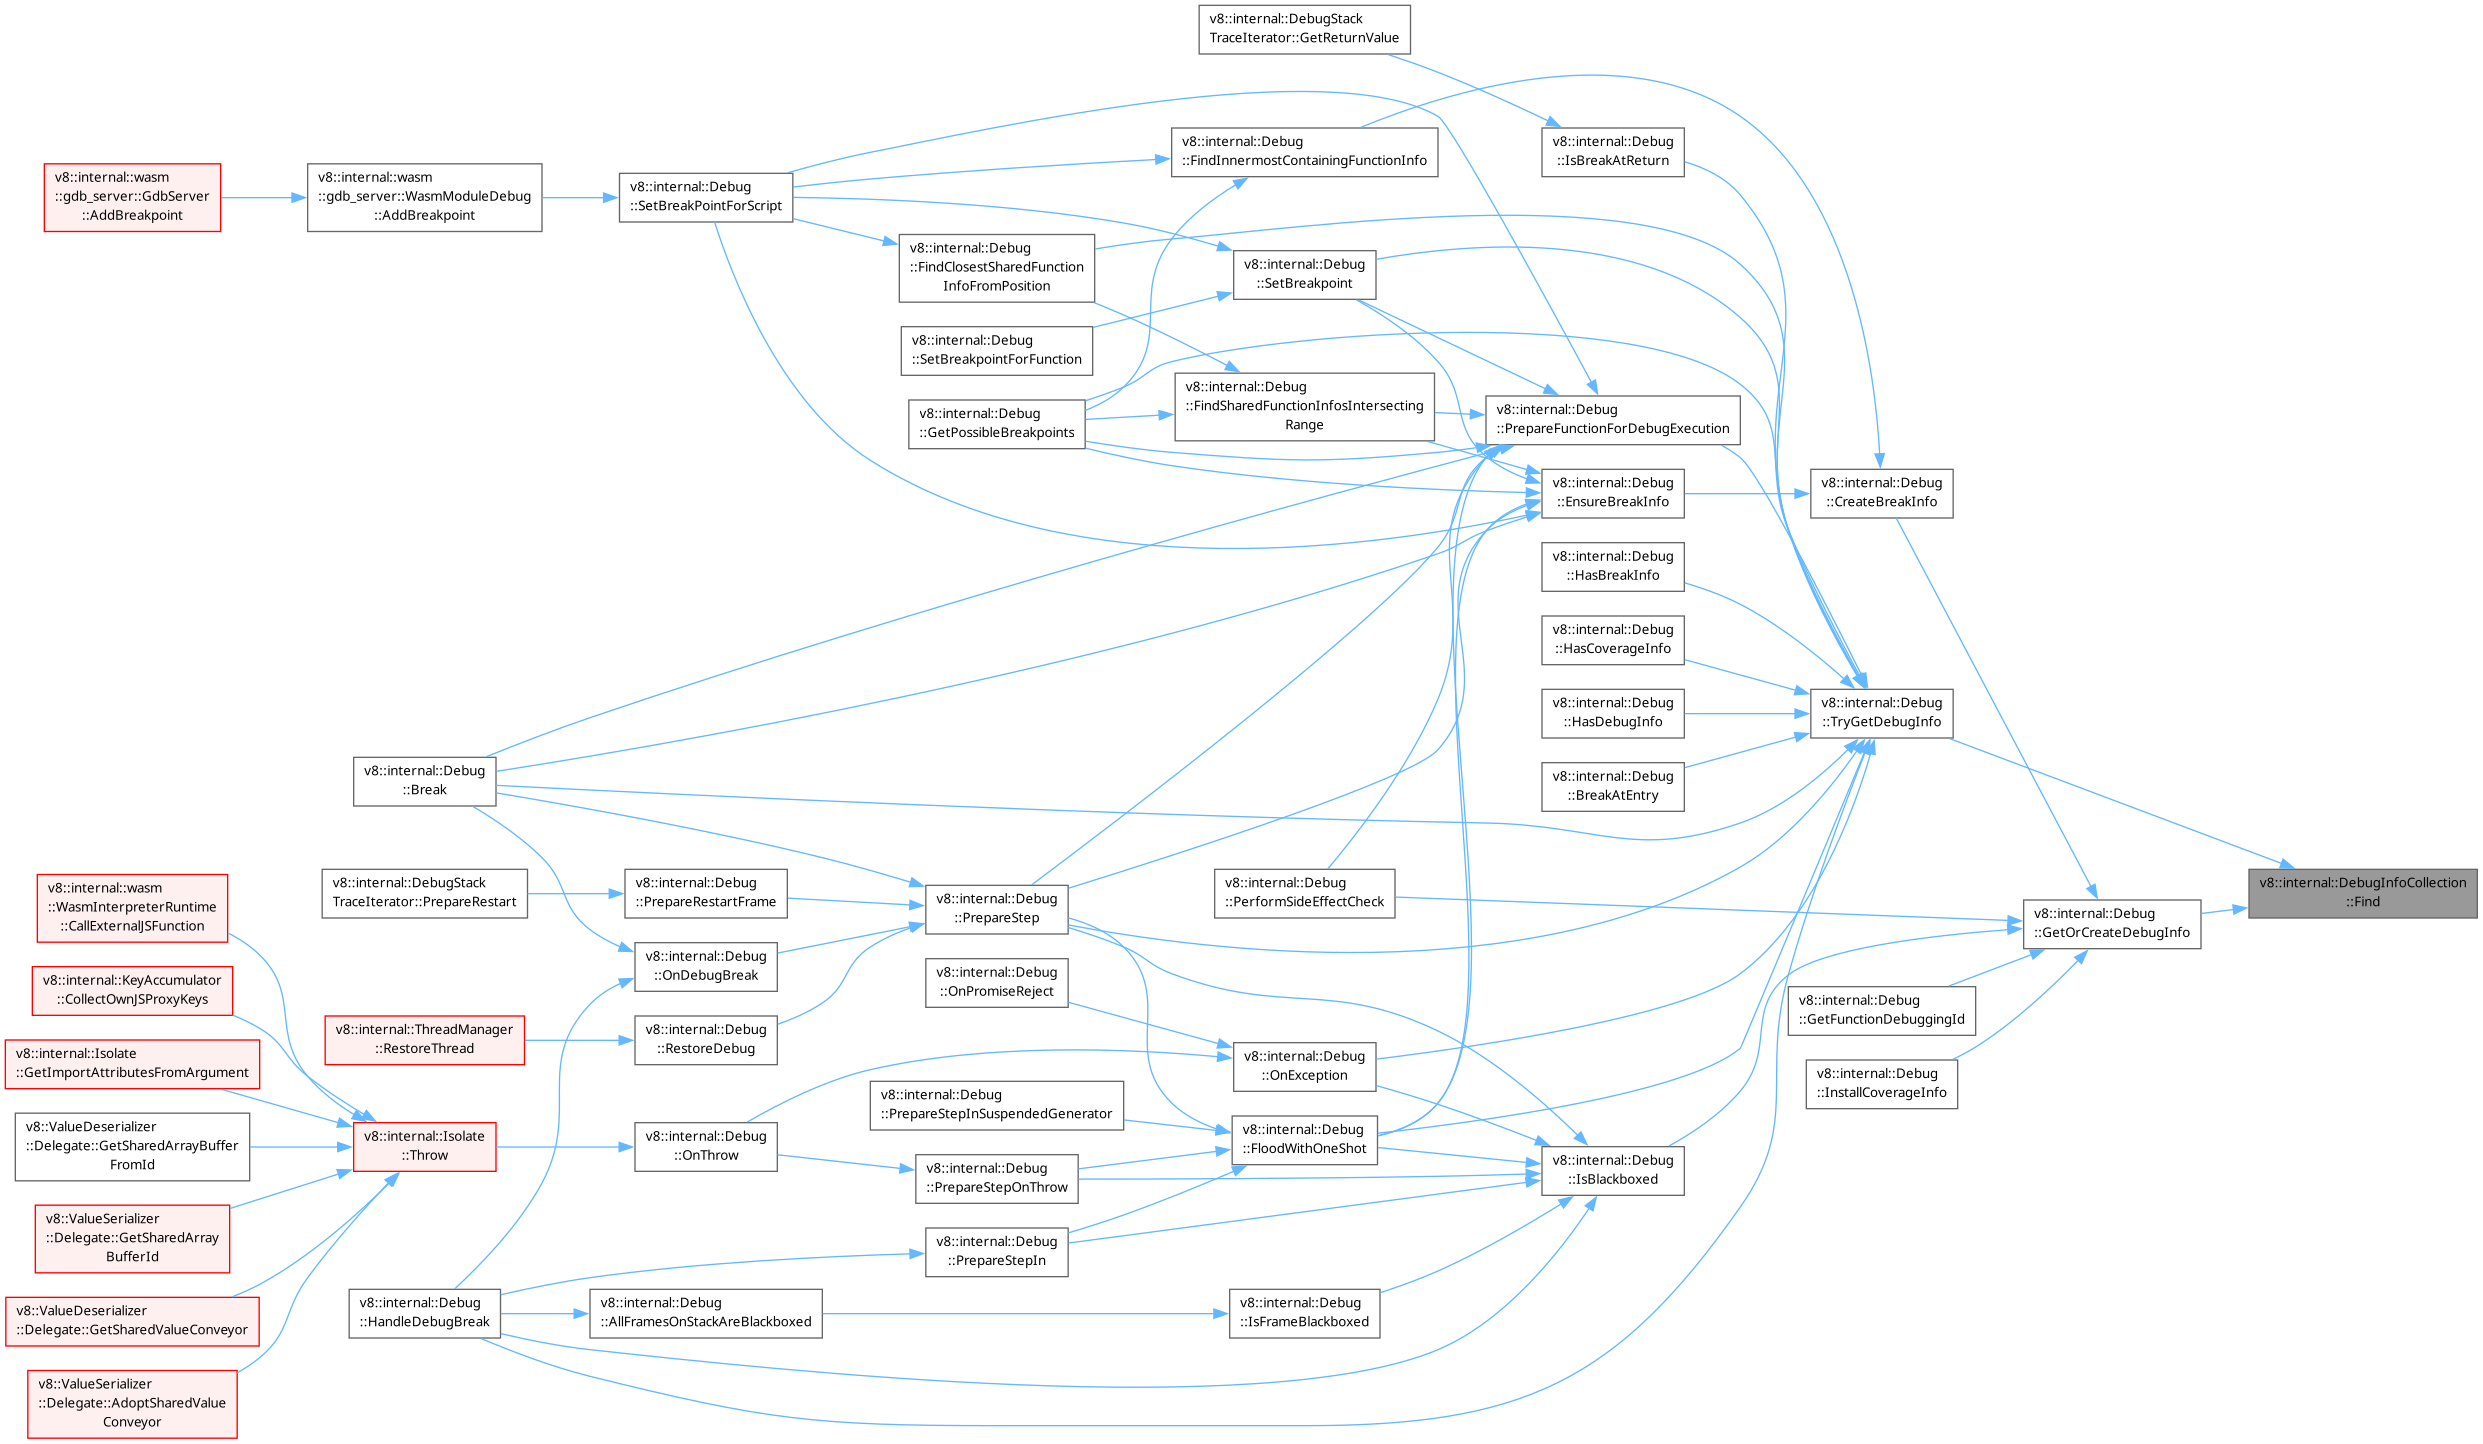 v8::internal::DebugStack
TraceIterator::GetReturnValue
v8::internal::Debug
::FindInnermostContainingFunctionInfo
v8::internal::Debug
::IsBreakAtReturn
v8::internal::wasm
::gdb_server::GdbServer
::AddBreakpoint
v8::internal::wasm
::gdb_server::WasmModuleDebug
::AddBreakpoint
v8::internal::Debug
::SetBreakPointForScript
v8::internal::Debug
::FindClosestSharedFunction
InfoFromPosition
v8::internal::Debug
::SetBreakpoint
v8::internal::Debug
::SetBreakpointForFunction
v8::internal::Debug
::FindSharedFunctionInfosIntersecting
Range
v8::internal::Debug
::GetPossibleBreakpoints
v8::internal::Debug
::PrepareFunctionForDebugExecution
v8::internal::Debug
::EnsureBreakInfo
v8::internal::Debug
::CreateBreakInfo
v8::internal::Debug
::HasBreakInfo
v8::internal::Debug
::HasCoverageInfo
v8::internal::Debug
::HasDebugInfo
v8::internal::Debug
::TryGetDebugInfo
v8::internal::Debug
::BreakAtEntry
v8::internal::Debug
::Break
v8::internal::DebugStack
TraceIterator::PrepareRestart
v8::internal::Debug
::PrepareRestartFrame
v8::internal::Debug
::PrepareStep
v8::internal::Debug
::PerformSideEffectCheck
v8::internal::DebugInfoCollection
::Find
v8::internal::Debug
::GetOrCreateDebugInfo
v8::internal::wasm
::WasmInterpreterRuntime
::CallExternalJSFunction
v8::internal::Debug
::OnDebugBreak
v8::internal::Debug
::OnPromiseReject
v8::internal::KeyAccumulator
::CollectOwnJSProxyKeys
v8::internal::Debug
::GetFunctionDebuggingId
v8::internal::ThreadManager
::RestoreThread
v8::internal::Debug
::RestoreDebug
v8::internal::Isolate
::GetImportAttributesFromArgument
v8::internal::Debug
::OnException
v8::internal::Debug
::InstallCoverageInfo
v8::internal::Debug
::PrepareStepInSuspendedGenerator
v8::ValueDeserializer
::Delegate::GetSharedArrayBuffer
FromId
v8::internal::Isolate
::Throw
v8::internal::Debug
::OnThrow
v8::internal::Debug
::FloodWithOneShot
v8::internal::Debug
::IsBlackboxed
v8::internal::Debug
::PrepareStepOnThrow
v8::ValueSerializer
::Delegate::GetSharedArray
BufferId
v8::internal::Debug
::PrepareStepIn
v8::ValueDeserializer
::Delegate::GetSharedValueConveyor
v8::internal::Debug
::HandleDebugBreak
v8::internal::Debug
::AllFramesOnStackAreBlackboxed
v8::internal::Debug
::IsFrameBlackboxed
v8::ValueSerializer
::Delegate::AdoptSharedValue
Conveyor